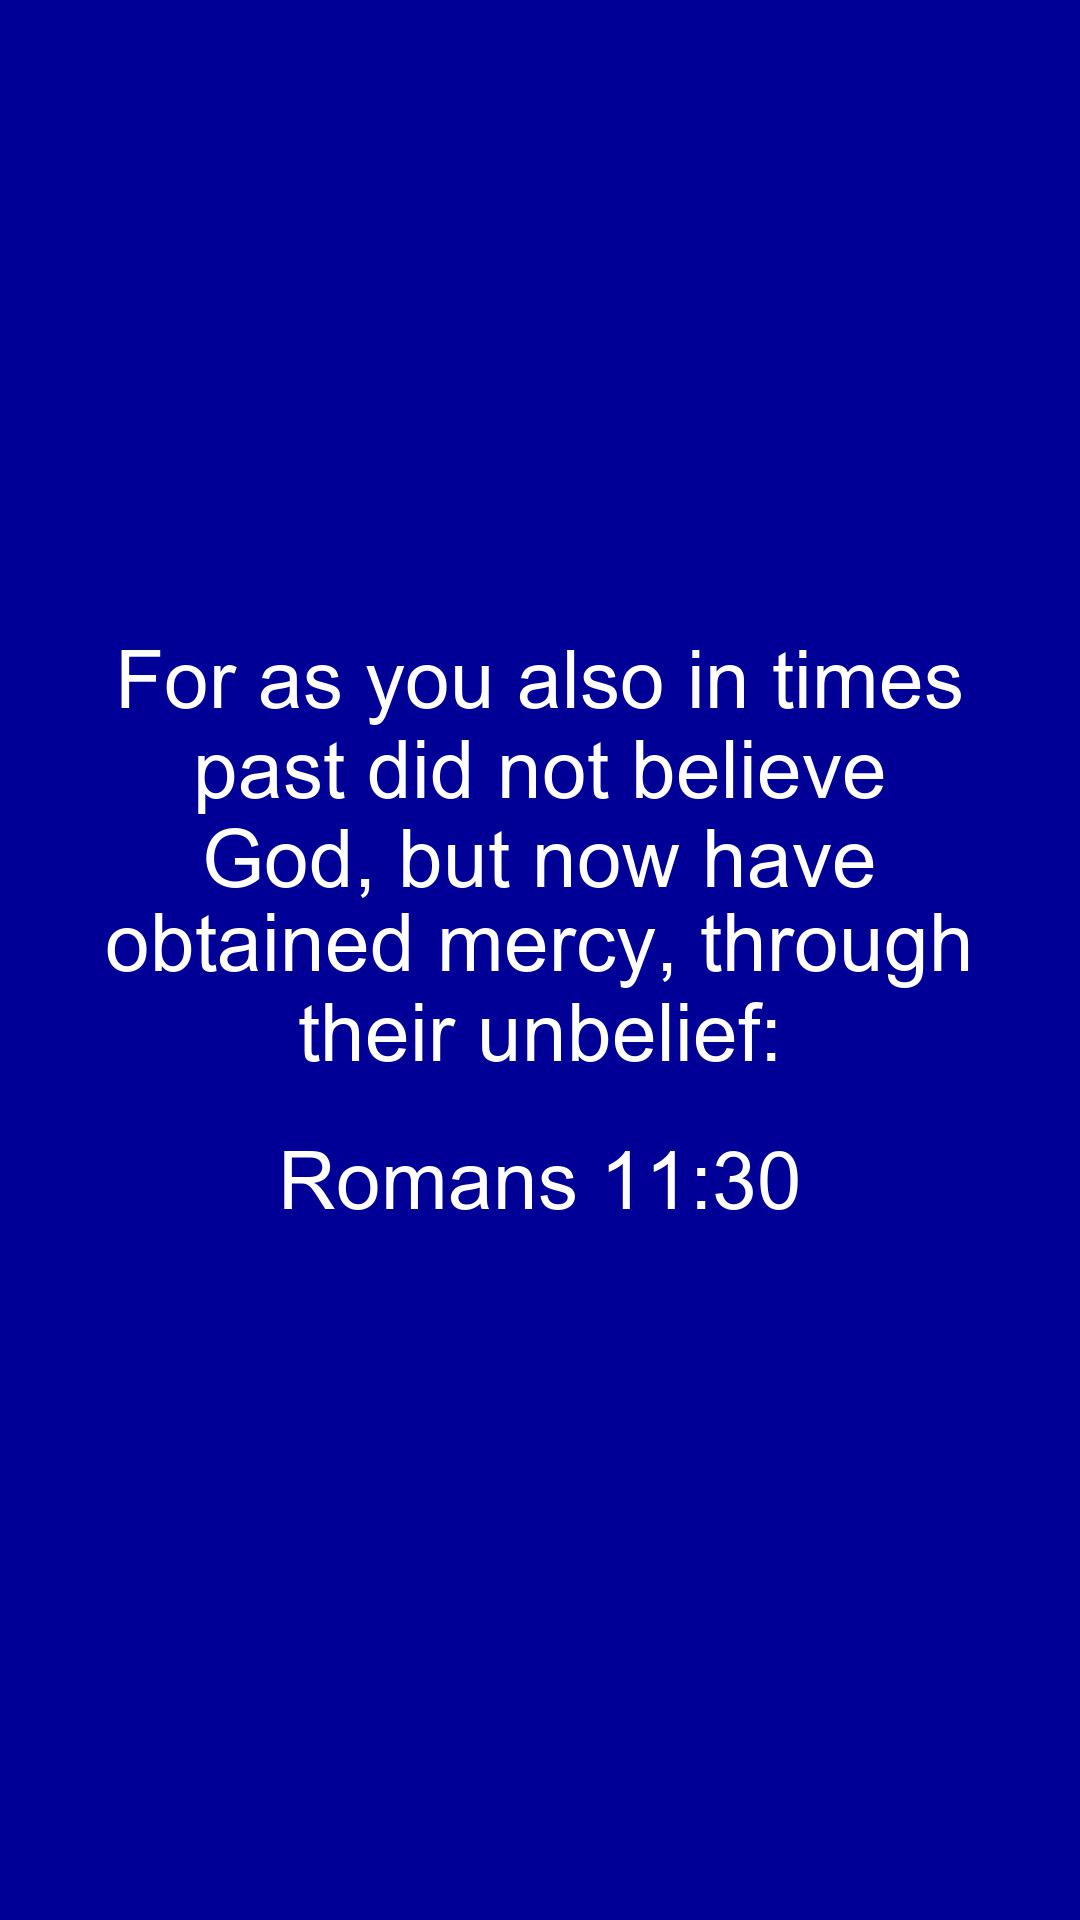 For as you also in times
past did not believe
God, but now have
obtained mercy, through
their unbelief:
Romans 11:30